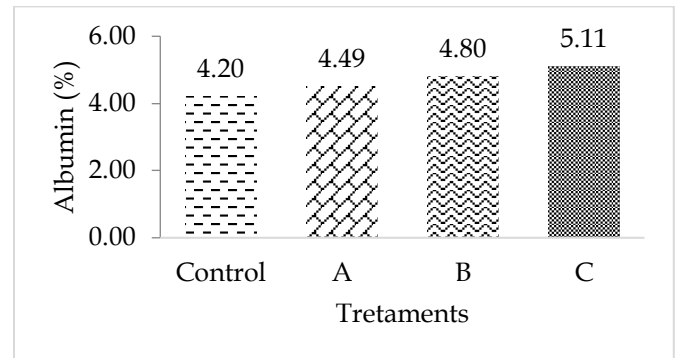 6.00
4.00
2.00
0.00
Albumin (%)
4.20
4.49
4.80
5.11
Control
A
B
C
Tretaments